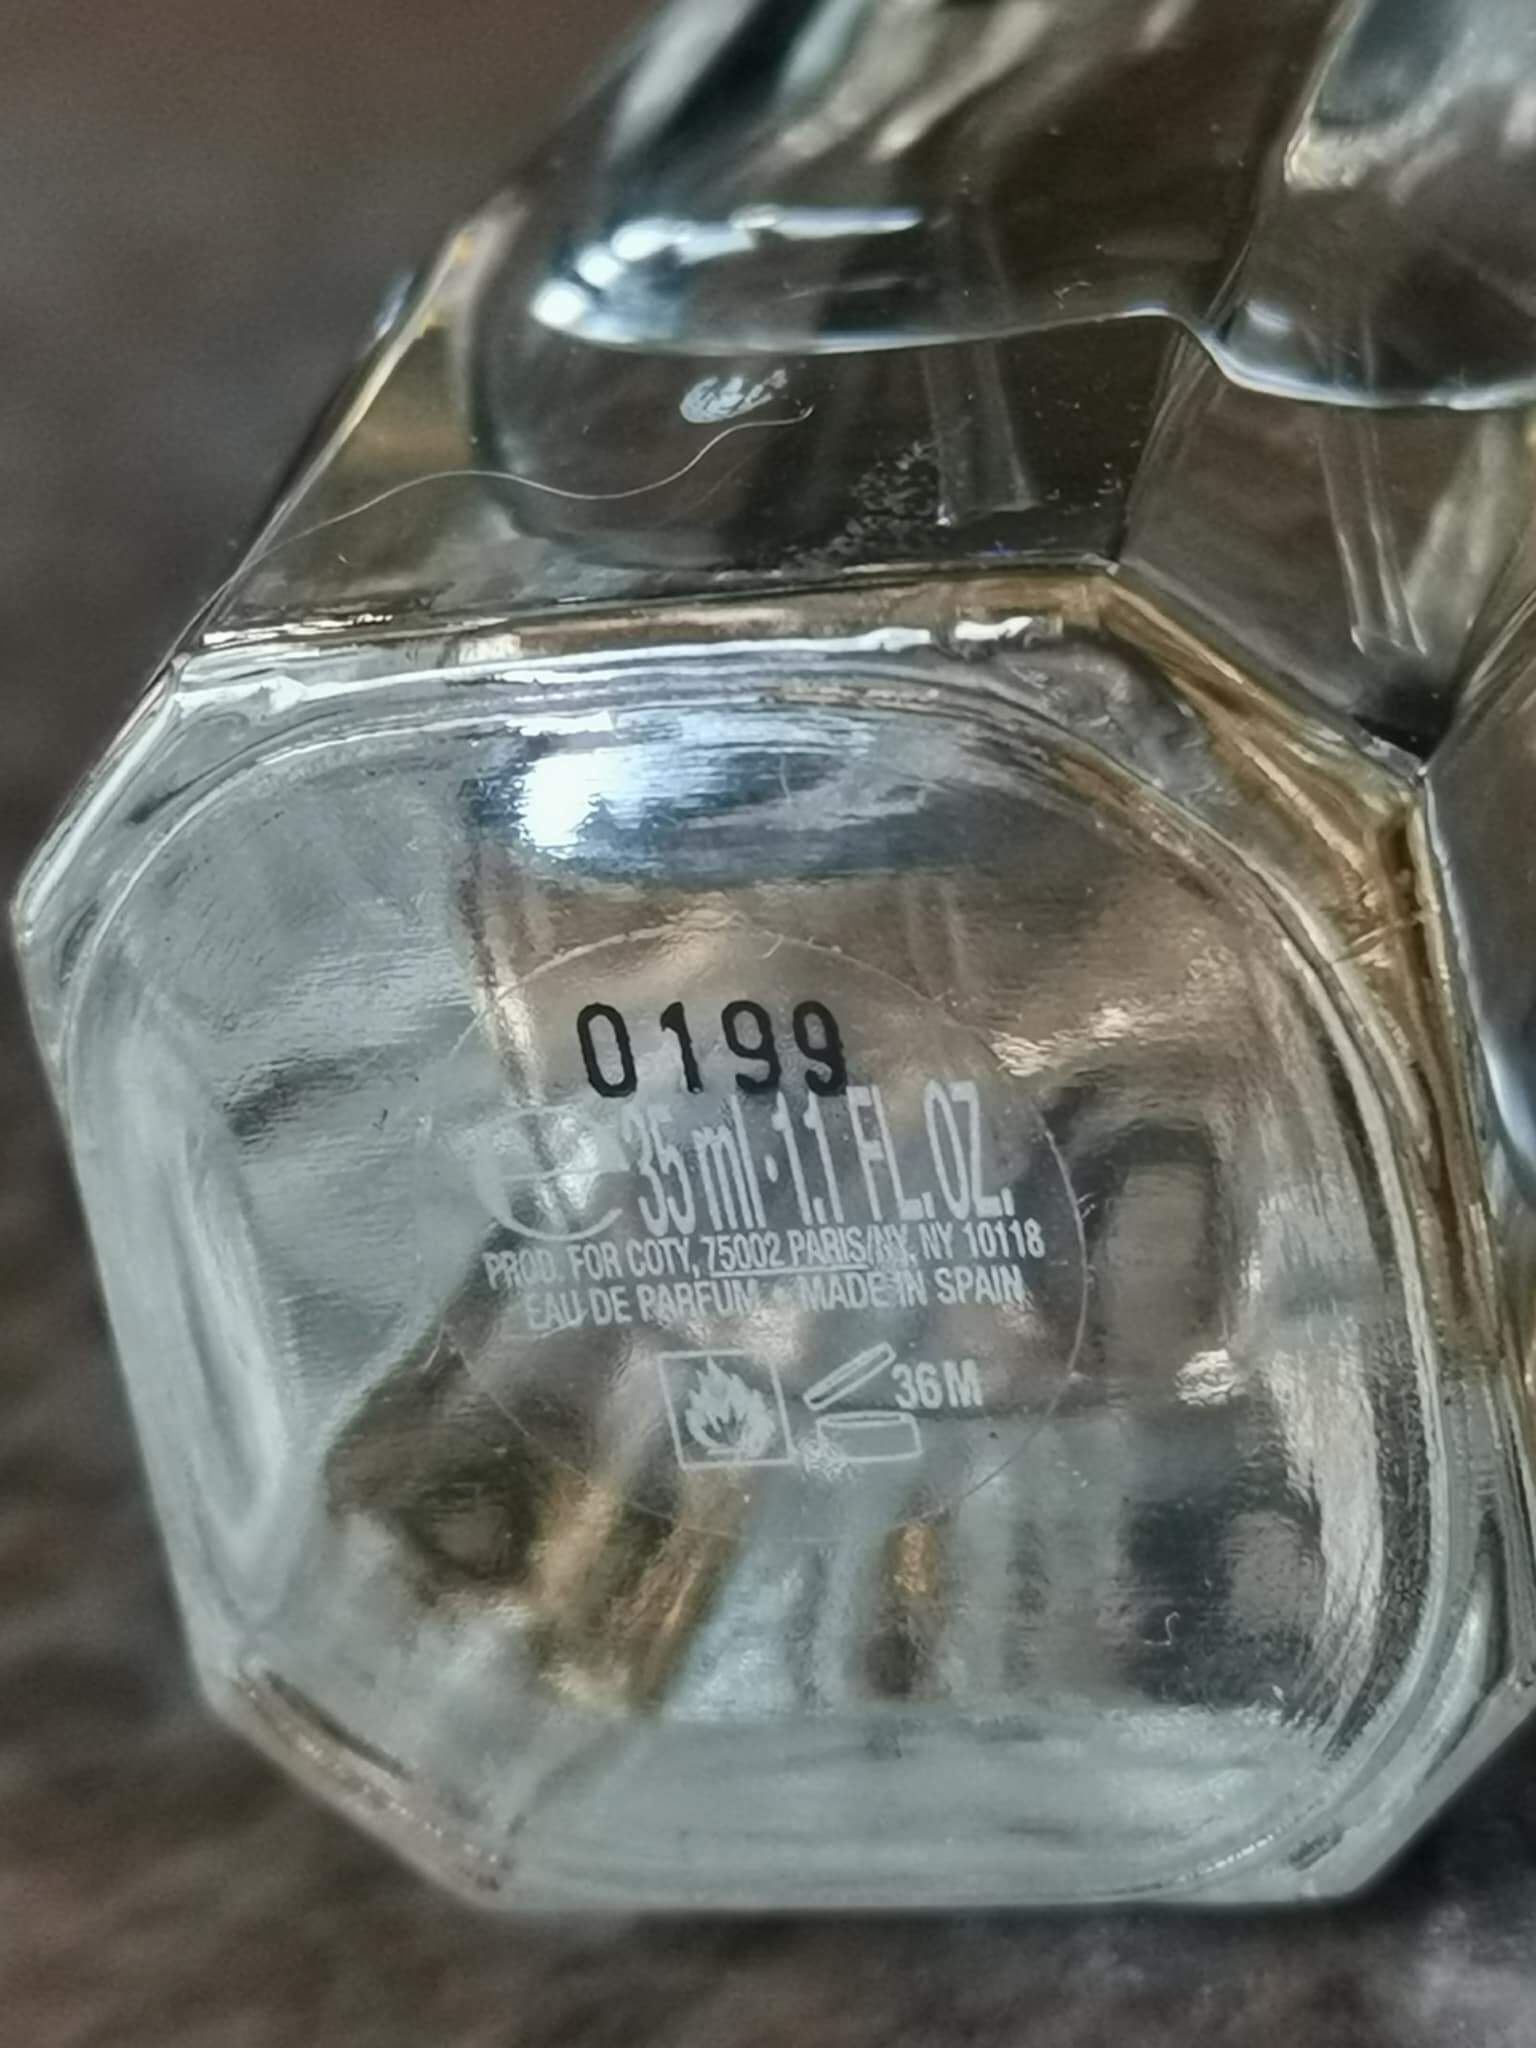 0199
℮ 35 ml · 1.1 FL. OZ.
PROD. FOR COTY, 75002 PARIS/NY, NY 10118
EAU DE PARFUM • MADE IN SPAIN
36M